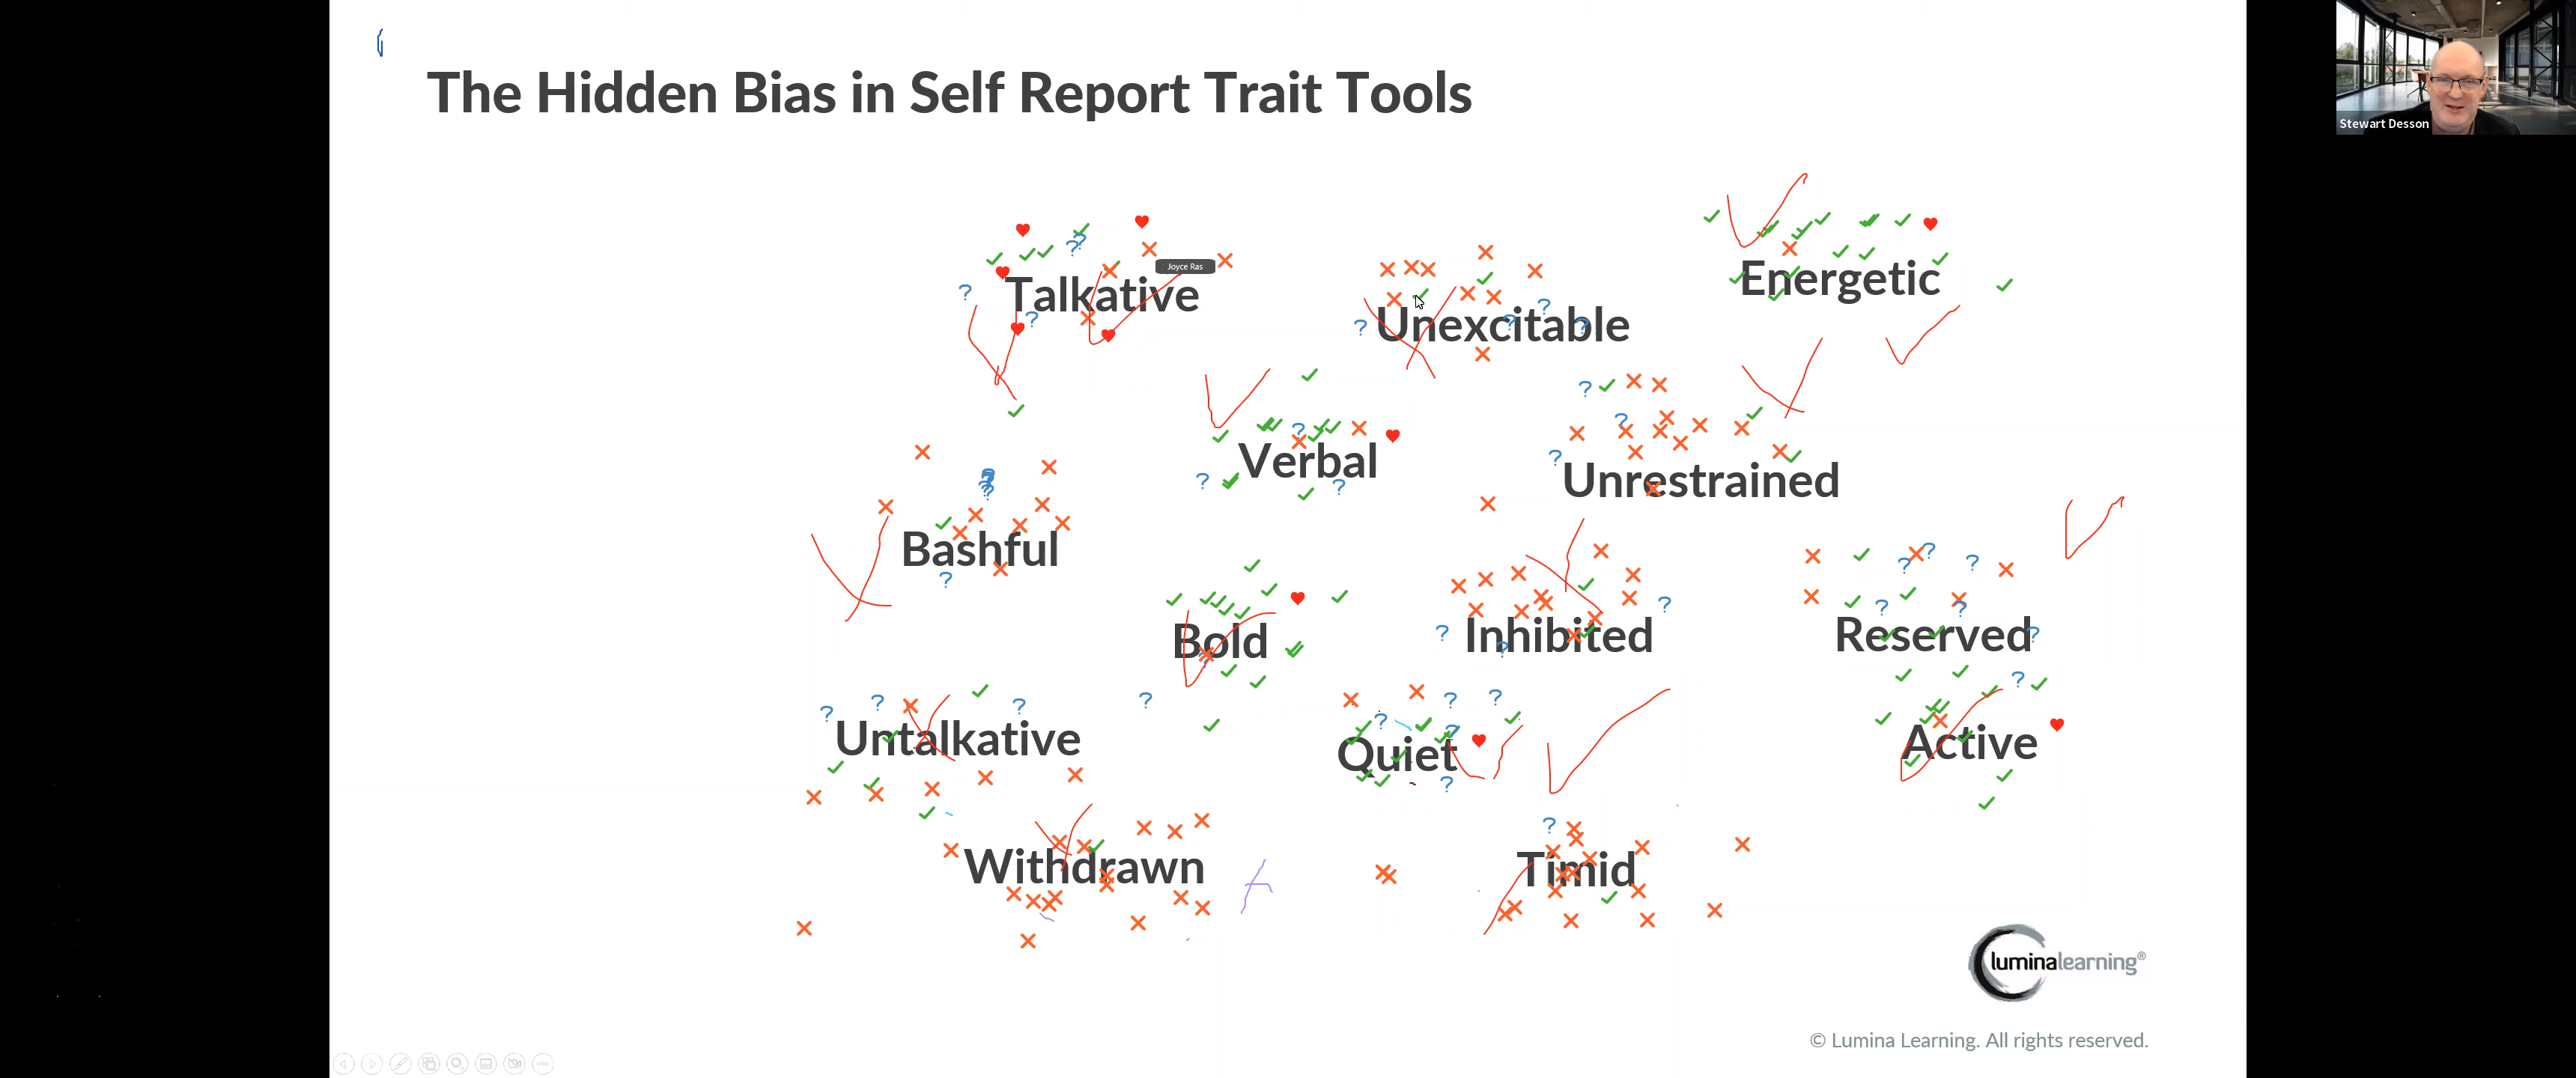 The Hidden Bias in Self Report Trait Tools
Stewart Desson
Joyce Ras
Talkative
Unexcitable
Energetic
Verbal
Unrestrained
Bashful
Bold
Inhibited
Reserved
Untalkative
Quiet
Active
Withdrawn
Timid
luminalearning®
© Lumina Learning. All rights reserved.